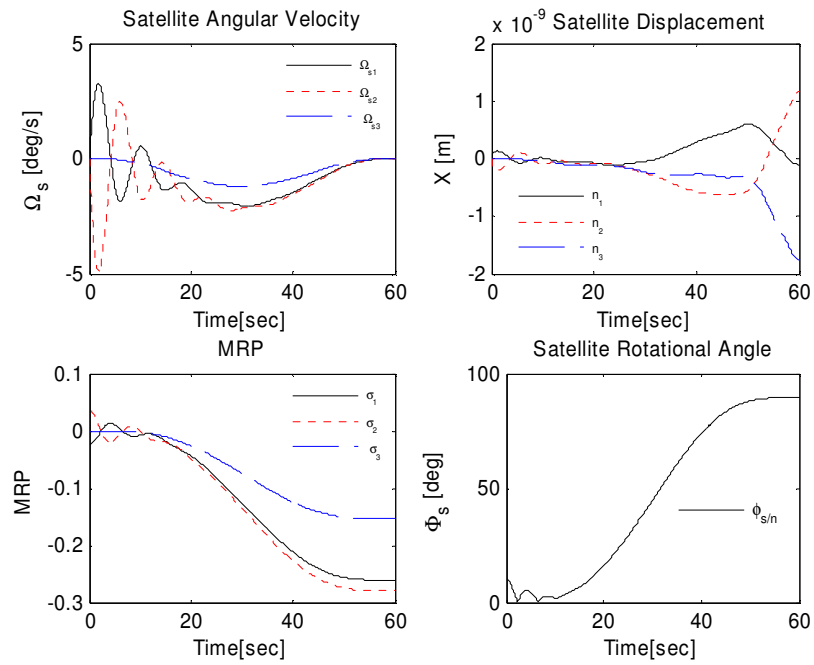 Satellite Angular Velocity
5
0
-5
Ω_s [deg/s]
Ω_s1
Ω_s2
Ω_s3
0 20 40 60
Time[sec]
x 10^-9 Satellite Displacement
2
1
0
-1
-2
X [m]
n_1
n_2
n_3
0 20 40 60
Time[sec]
MRP
0.1
0
-0.1
-0.2
-0.3
MRP
σ_1
σ_2
σ_3
0 20 40 60
Time[sec]
Satellite Rotational Angle
100
50
0
Φ_s [deg]
ϕ_s/n
0 20 40 60
Time[sec]